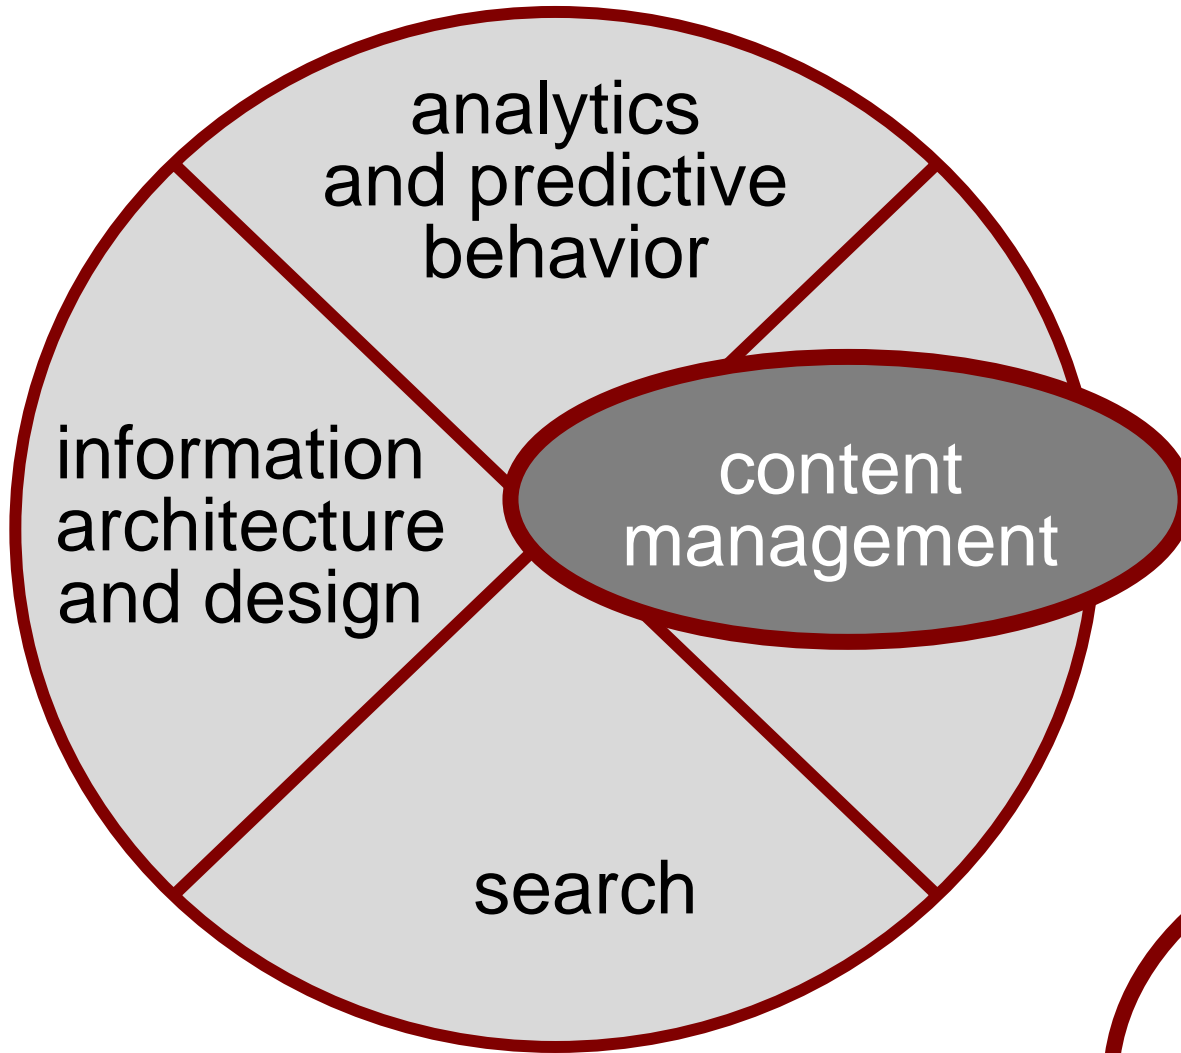 analytics
and predictive
behavior
information
architecture
and design
content
management
search